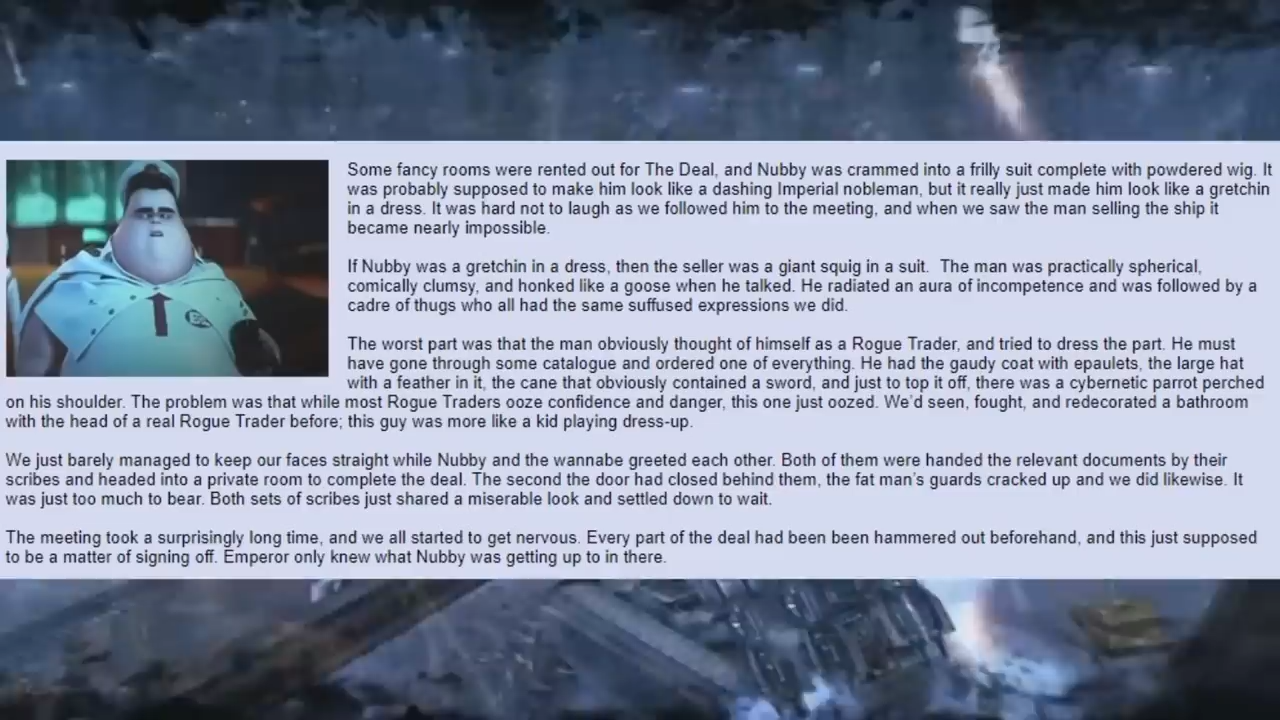 Some fancy rooms were rented out for The Deal, and Nubby was crammed into a frilly suit complete with powdered wig. It
was probably supposed to make him look like a dashing Imperial nobleman, but it really just made him look like a gretchin
in a dress. It was hard not to laugh as we followed him to the meeting, and when we saw the man selling the ship it
became nearly impossible.
If Nubby was a gretchin in a dress, then the seller was a giant squig in a suit.  The man was practically spherical,
comically clumsy, and honked like a goose when he talked. He radiated an aura of incompetence and was followed by a
cadre of thugs who all had the same suffused expressions we did.
The worst part was that the man obviously thought of himself as a Rogue Trader, and tried to dress the part. He must
have gone through some catalogue and ordered one of everything. He had the gaudy coat with epaulets, the large hat
with a feather in it, the cane that obviously contained a sword, and just to top it off, there was a cybernetic parrot perched
on his shoulder. The problem was that while most Rogue Traders ooze confidence and danger, this one just oozed. We'd seen, fought, and redecorated a bathroom
with the head of a real Rogue Trader before; this guy was more like a kid playing dress-up.
We just barely managed to keep our faces straight while Nubby and the wannabe greeted each other. Both of them were handed the relevant documents by their
scribes and headed into a private room to complete the deal. The second the door had closed behind them, the fat man's guards cracked up and we did likewise. It
was just too much to bear. Both sets of scribes just shared a miserable look and settled down to wait.
The meeting took a surprisingly long time, and we all started to get nervous. Every part of the deal had been been hammered out beforehand, and this just supposed
to be a matter of signing off. Emperor only knew what Nubby was getting up to in there.